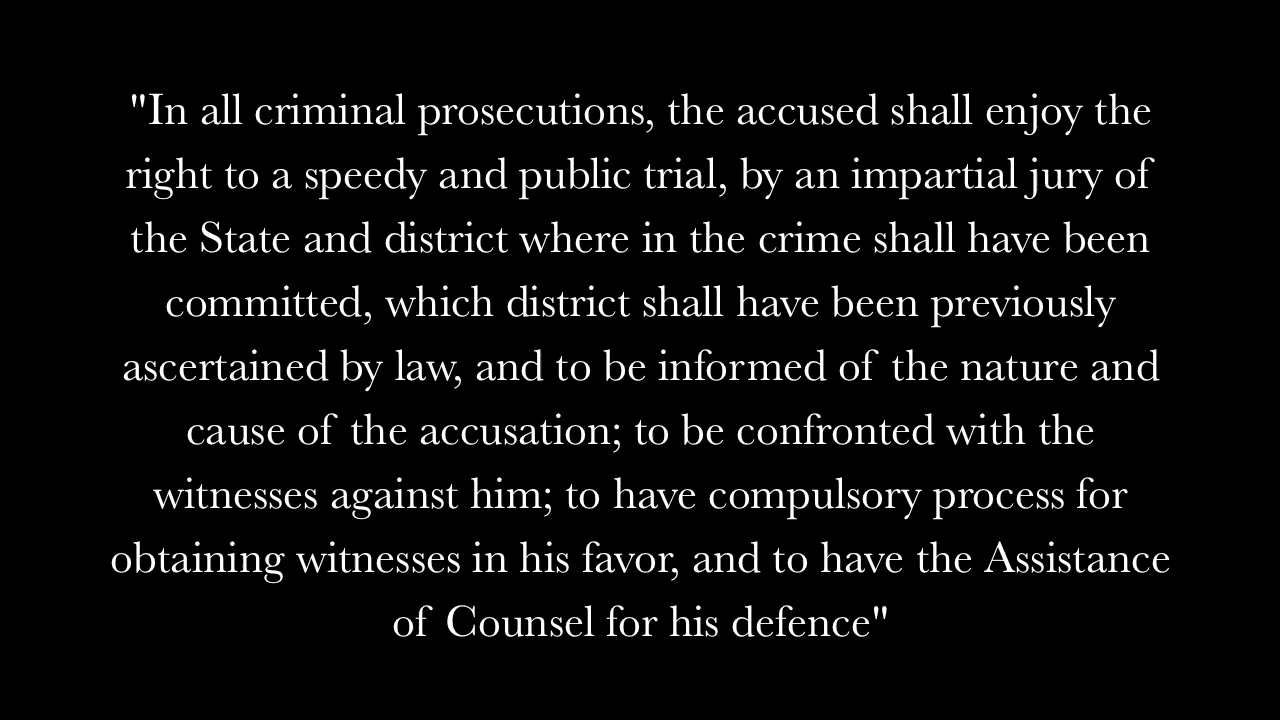 "In all criminal prosecutions, the accused shall enjoy the
right to a speedy and public trial, by an impartial jury of
the State and district where in the crime shall have been
committed, which district shall have been previously
ascertained by law, and to be informed of the nature and
cause of the accusation; to be confronted with the
witnesses against him; to have compulsory process for
obtaining witnesses in his favor, and to have the Assistance
of Counsel for his defence"